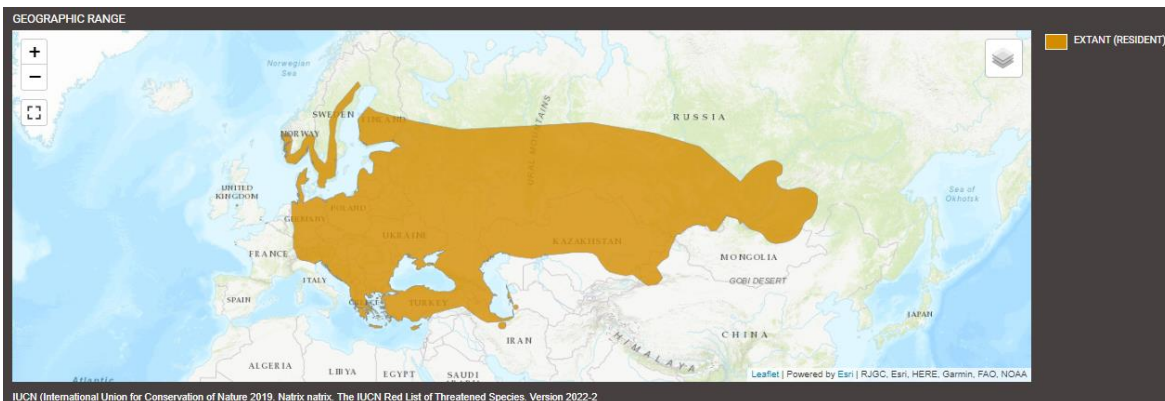 GEOGRAPHIC RANGE
EXTANT (RESIDENT)
+
−
Norwegian
Sea
SWEDEN
FINLAND
NORWAY
RUSSIA
URAL MOUNTAINS
UNITED
KINGDOM
Sea of
Okhotsk
GERMANY
POLAND
UKRAINE
KAZAKHSTAN
FRANCE
MONGOLIA
GOBI DESERT
ITALY
SPAIN
GREECE
TURKEY
JAPAN
IRAN
CHINA
HIMALAYA
ALGERIA
LIBYA
EGYPT
SAUDI
Atlantic
Leaflet | Powered by Esri | RJGC, Esri, HERE, Garmin, FAO, NOAA
IUCN (International Union for Conservation of Nature 2019. Natrix natrix. The IUCN Red List of Threatened Species. Version 2022-2